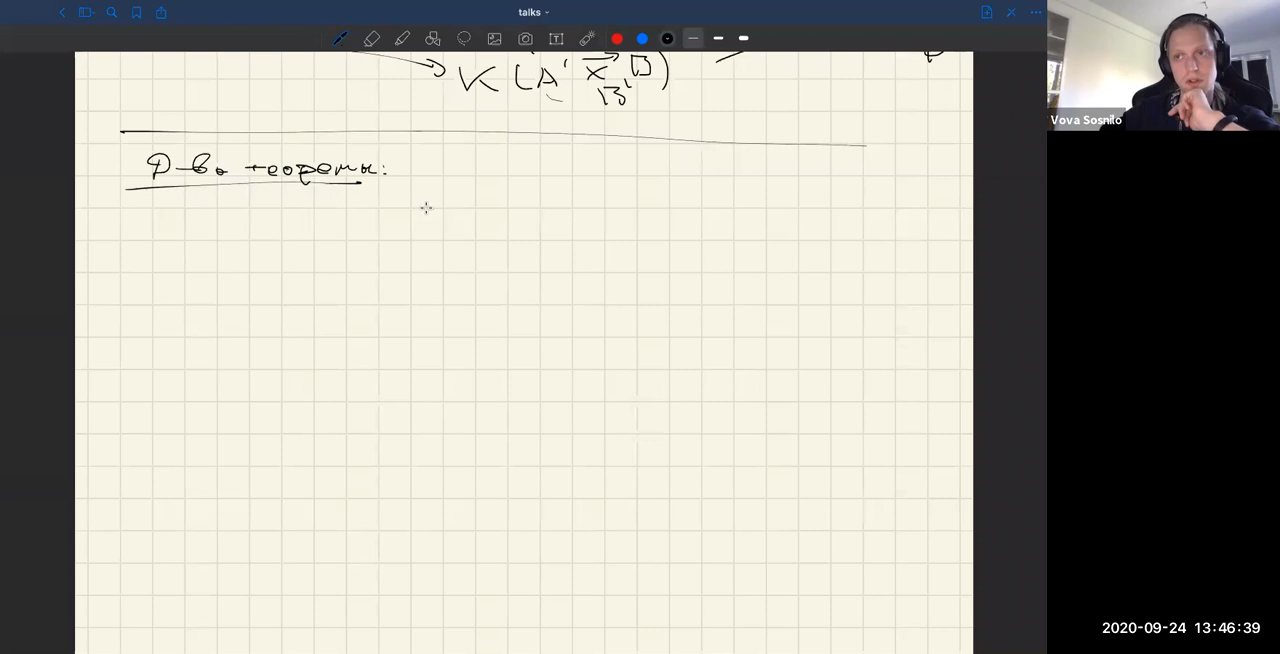 talks
K(A' →x B)
B'
Д-во теоремы:
Vova Sosnilo
2020-09-24 13:46:39